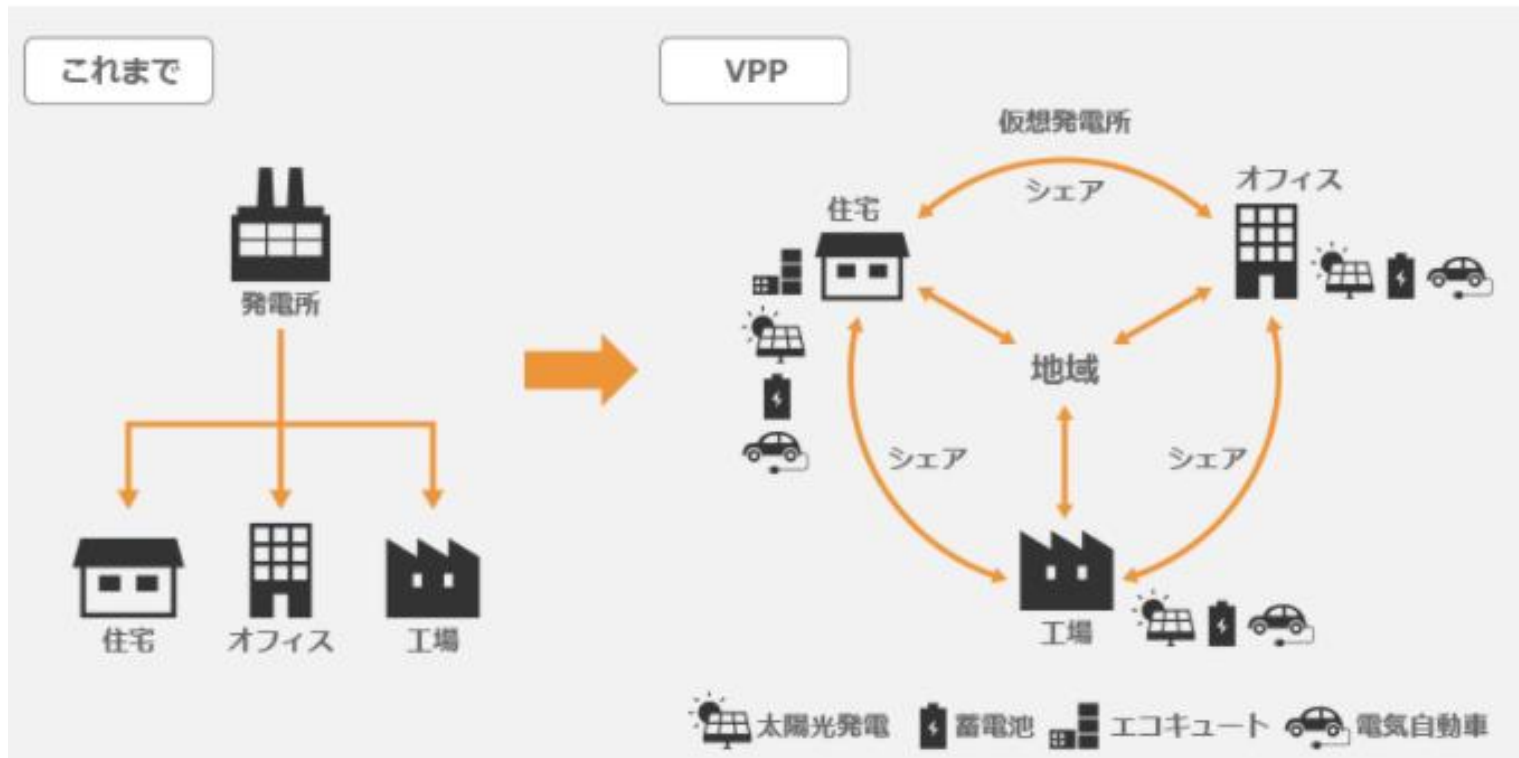 これまで
発電所
住宅
オフィス
工場
VPP
仮想発電所
シェア
オフィス
住宅
地域
シェア
シェア
工場
太陽光発電
蓄電池
エコキュート
電気自動車